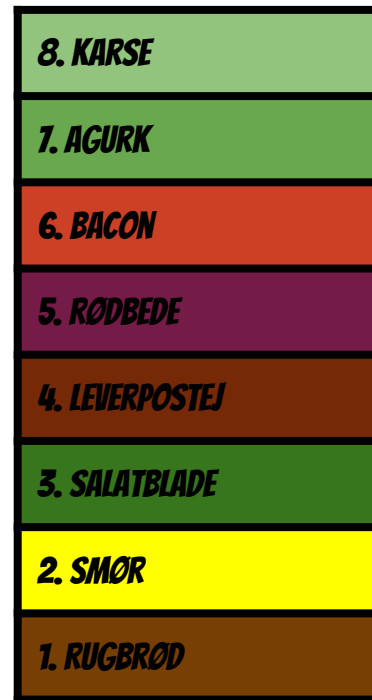 8. KARSE
7. AGURK
6. BACON
5. RØDBEDE
4. LEVERPOSTEJ
3. SALATBLADE
2. SMØR
1. RUGBRØD